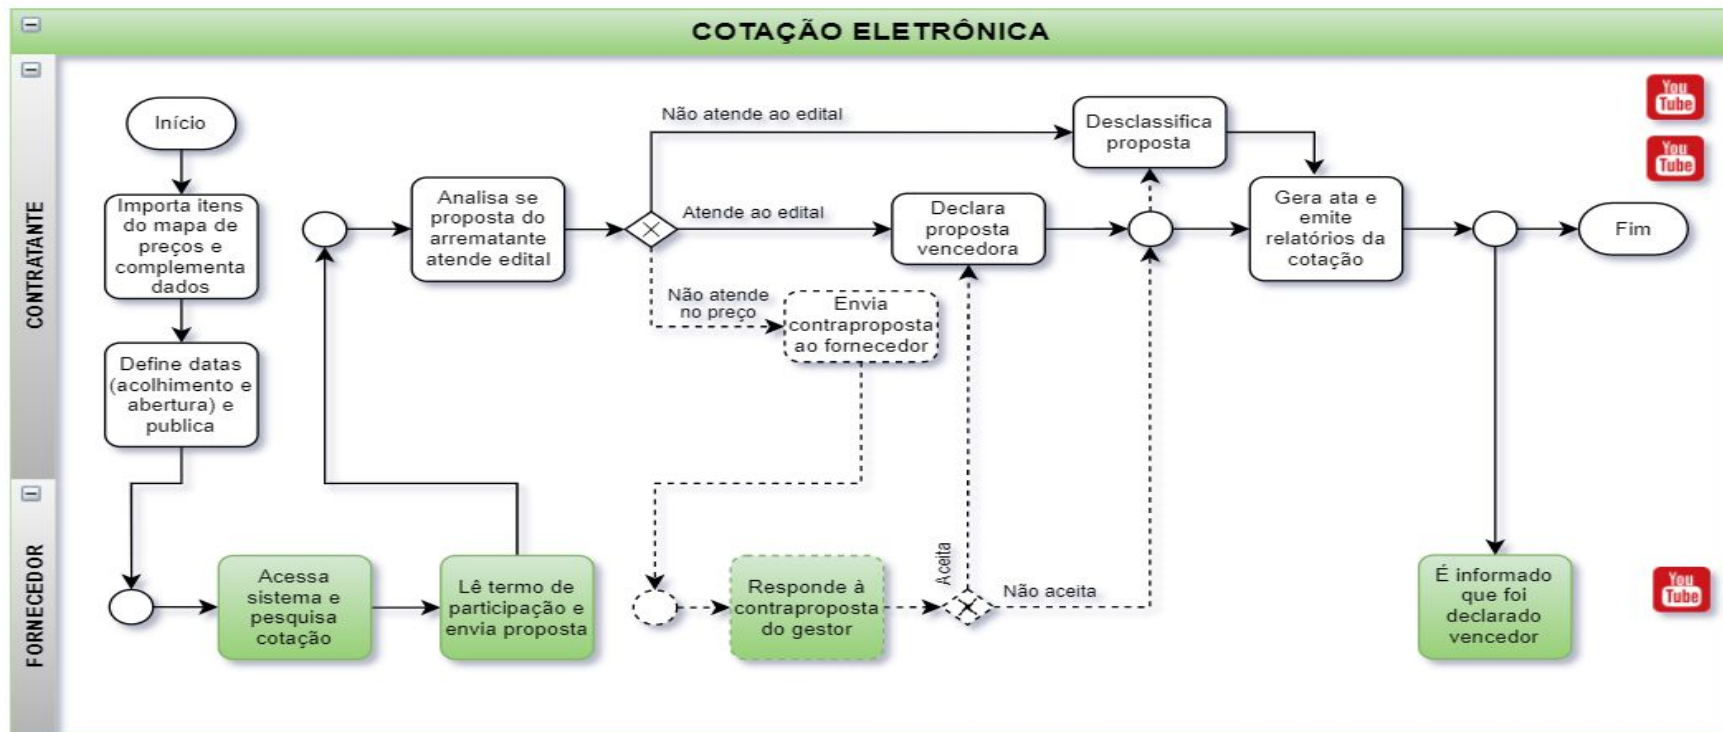 COTAÇÃO ELETRÔNICA
CONTRATANTE
Início
Importa itens
do mapa de
preços e
complementa
dados
Define datas
(acolhimento e
abertura) e
publica
Analisa se
proposta do
arrematante
atende edital
Não atende ao edital
Atende ao edital
Não atende
no preço
Envia
contraproposta
ao fornecedor
Declara
proposta
vencedora
Desclassifica
proposta
Gera ata e
emite
relatórios da
cotação
Fim
You
Tube
You
Tube
FORNECEDOR
Acessa
sistema e
pesquisa
cotação
Lê termo de
participação e
envia proposta
Responde à
contraproposta
do gestor
Aceita
Não aceita
É informado
que foi
declarado
vencedor
You
Tube